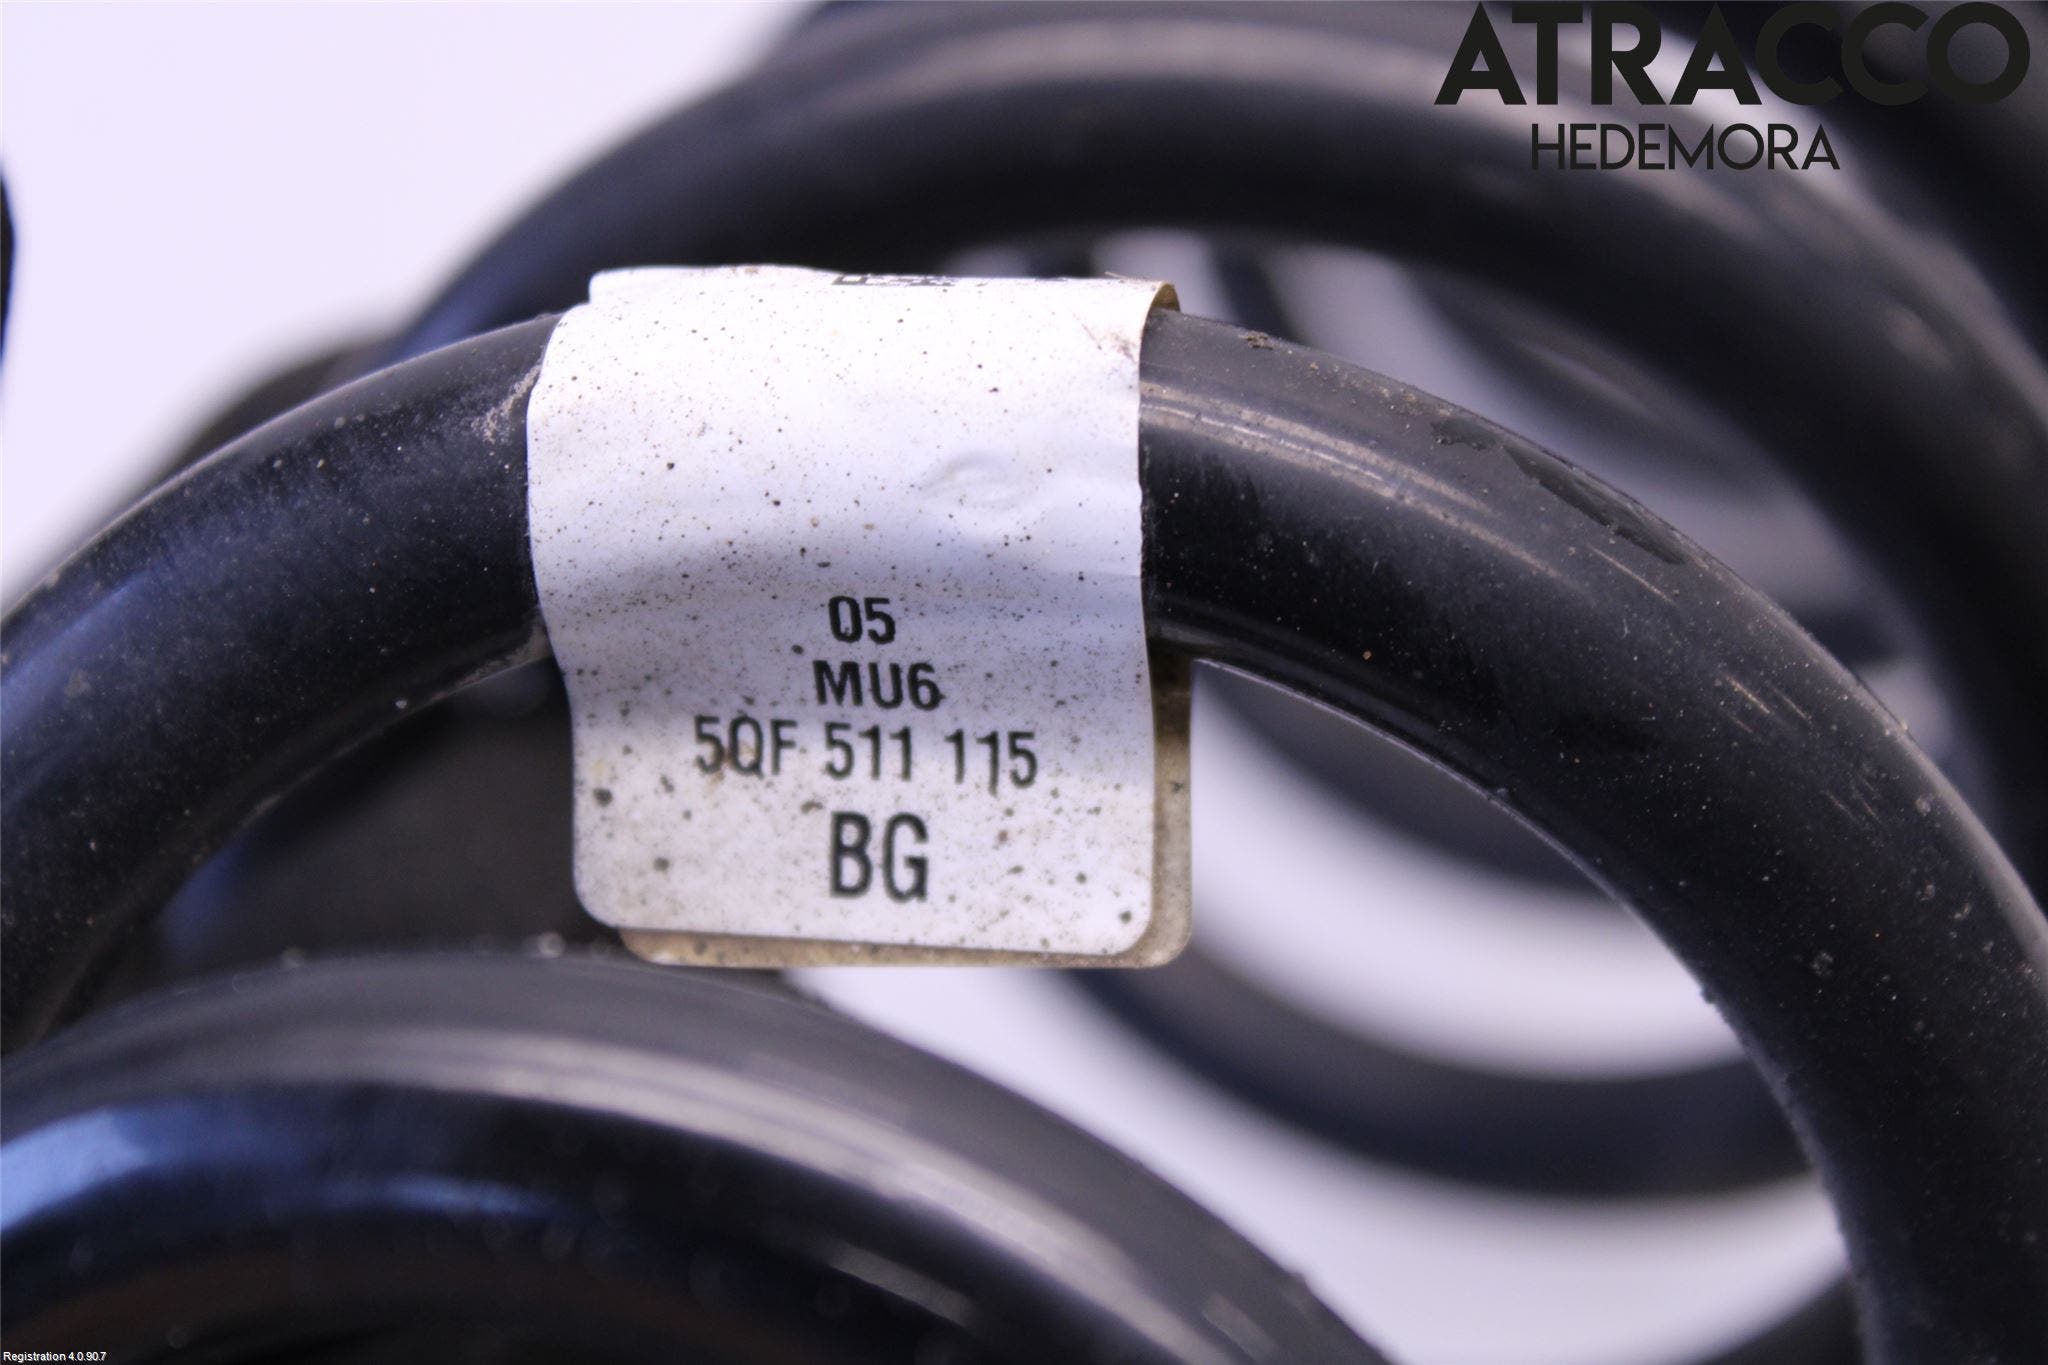 ATRACCO
HEDEMORA
05
MU6
5QF 511 115
BG
Registration 4.0.90.7